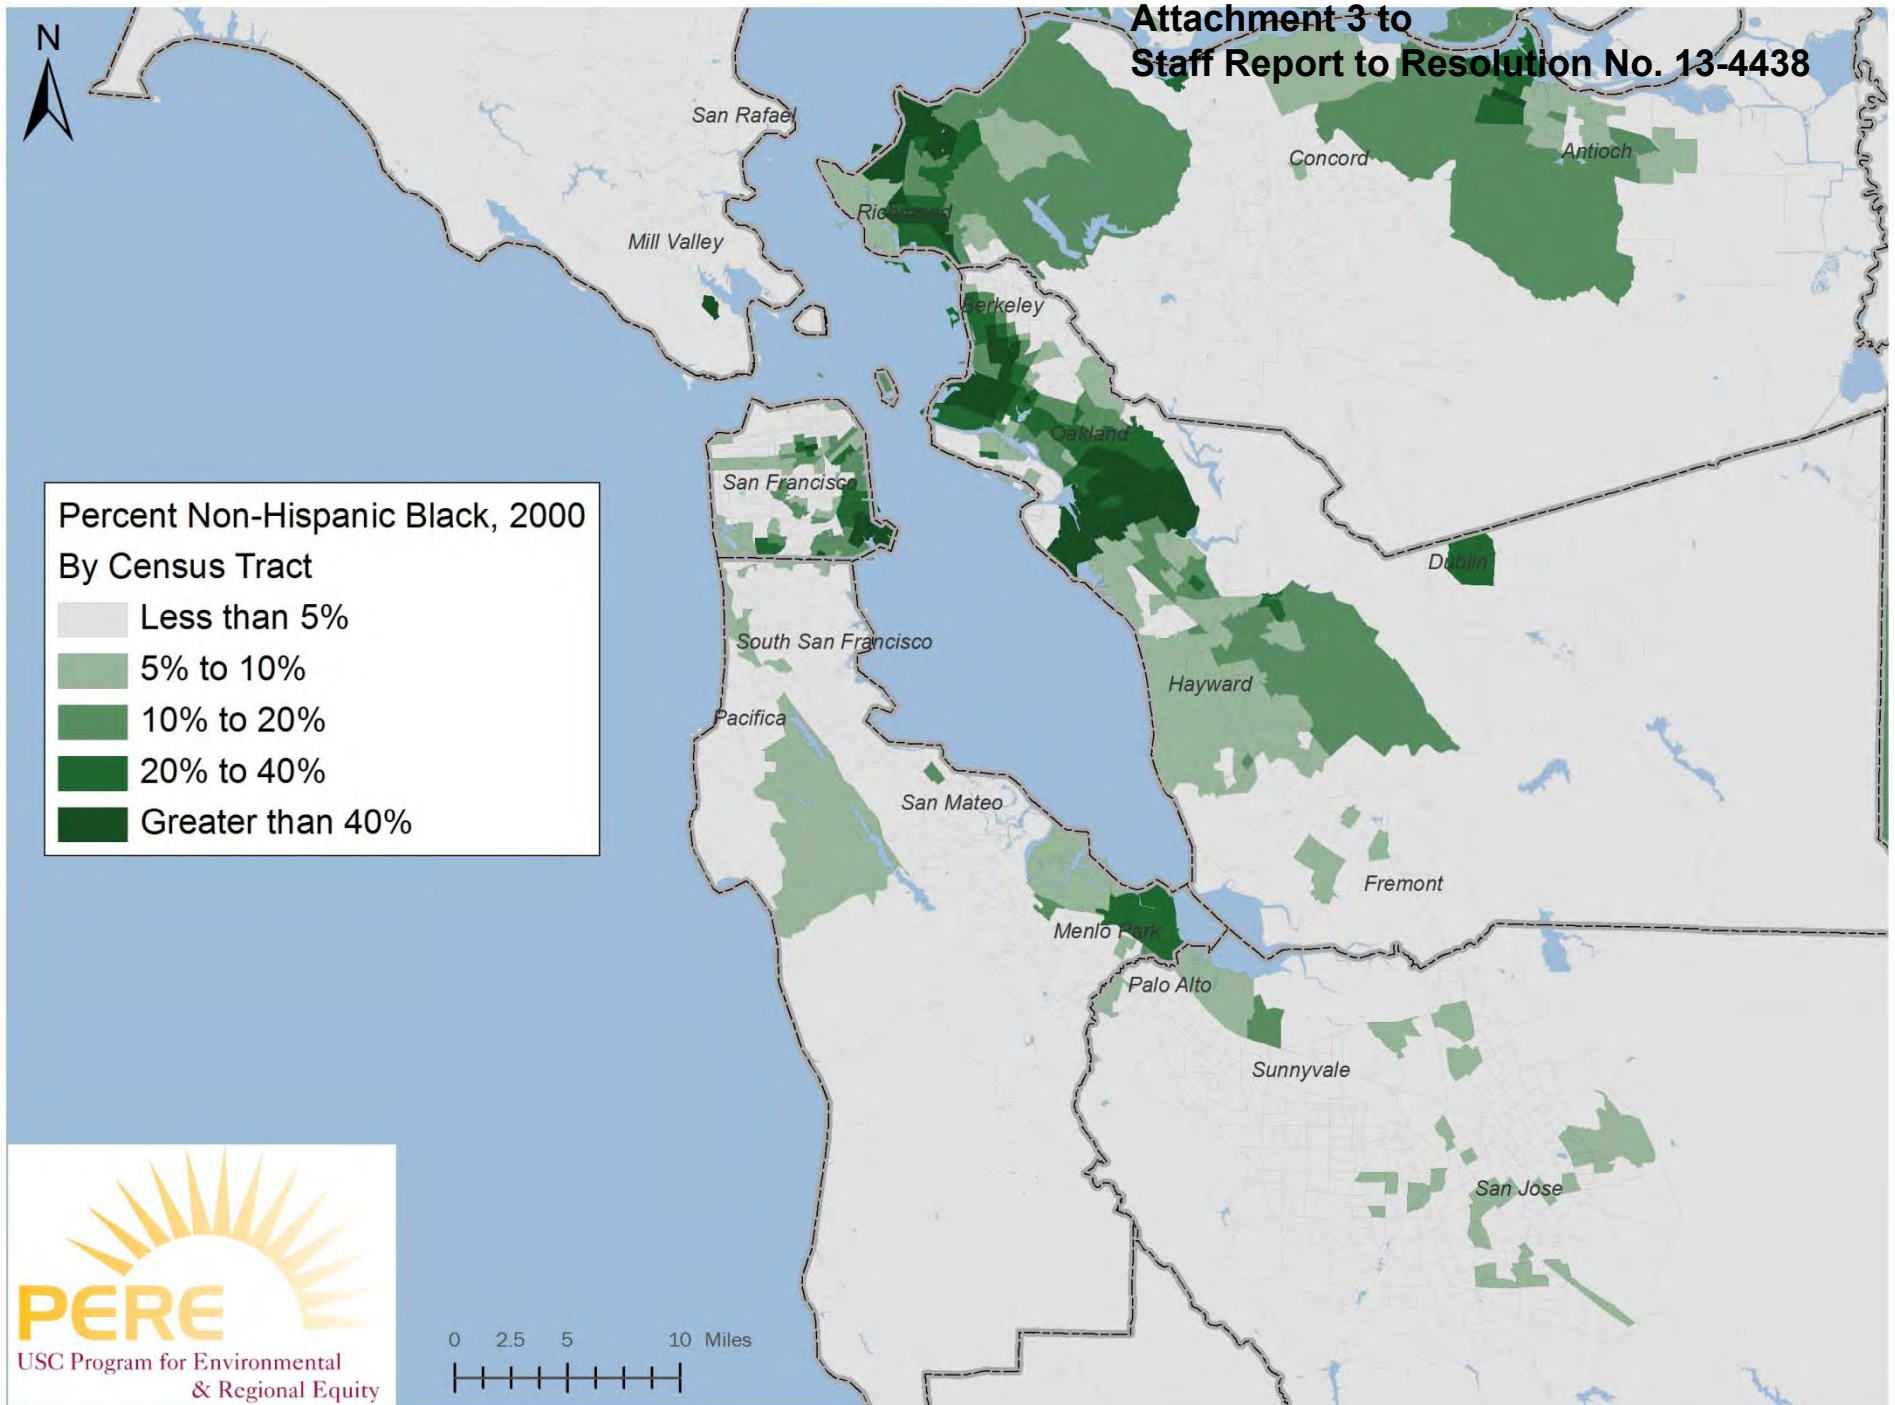 Attachment 3 to
Staff Report to Resolution No. 13-4438
N
San Rafael
Concord
Antioch
Richmond
Mill Valley
Berkeley
Oakland
San Francisco
Percent Non-Hispanic Black, 2000
By Census Tract
Less than 5%
5% to 10%
10% to 20%
20% to 40%
Greater than 40%
Dublin
South San Francisco
Hayward
Pacifica
San Mateo
Fremont
Menlo Park
Palo Alto
Sunnyvale
San Jose
PERE
USC Program for Environmental
& Regional Equity
0 2.5 5 10 Miles